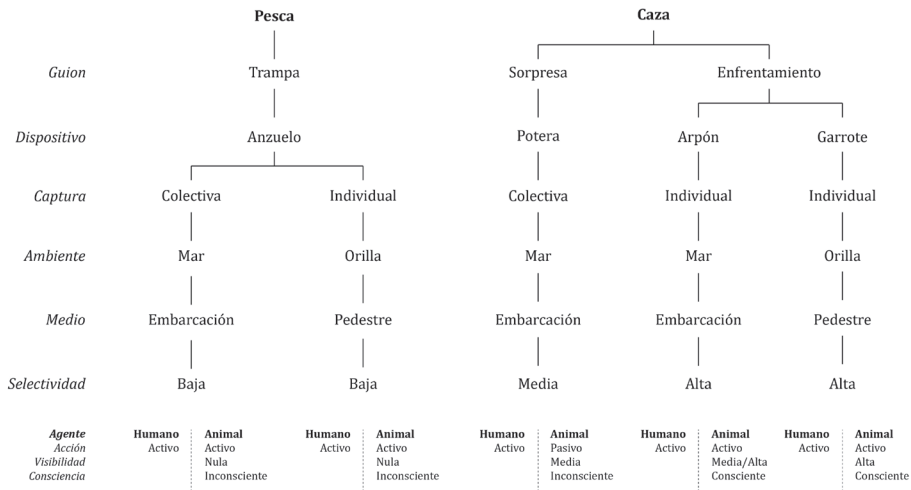 Pesca Caza
Guion Trampa Sorpresa Enfrentamiento
Dispositivo Anzuelo Potera Arpón Garrote
Captura Colectiva Individual Colectiva Individual Individual
Ambiente Mar Orilla Mar Mar Orilla
Medio Embarcación Pedestre Embarcación Embarcación Pedestre
Selectividad Baja Baja Media Alta Alta
Agente Humano Animal Humano Animal Humano Animal Humano Animal Humano Animal
Acción Activo Activo Activo Activo Activo Pasivo Activo Activo Activo Activo
Visibilidad Nula Nula Media Media/Alta Alta
Consciencia Inconsciente Inconsciente Inconsciente Consciente Consciente